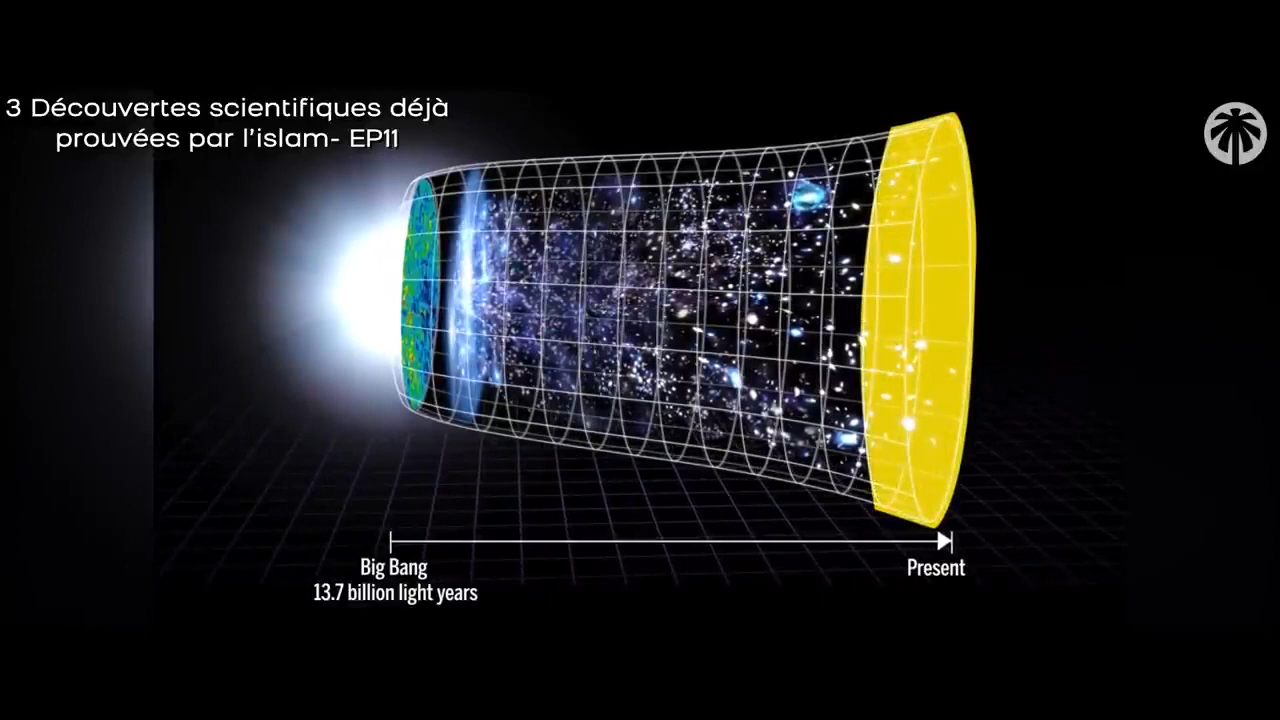 3 Découvertes scientifiques déjà
prouvées par l'islam- EP11
Big Bang
13.7 billion light years
Present